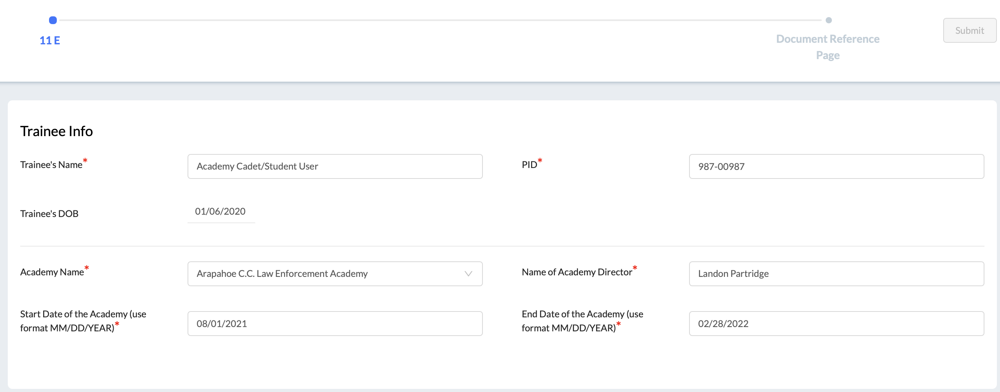 11 E
Document Reference
Page
Submit
Trainee Info
Trainee's Name*
Academy Cadet/Student User
PID*
987-00987
Trainee's DOB
01/06/2020
Academy Name*
Arapahoe C.C. Law Enforcement Academy
Name of Academy Director*
Landon Partridge
Start Date of the Academy (use
format MM/DD/YEAR)*
08/01/2021
End Date of the Academy (use
format MM/DD/YEAR)*
02/28/2022